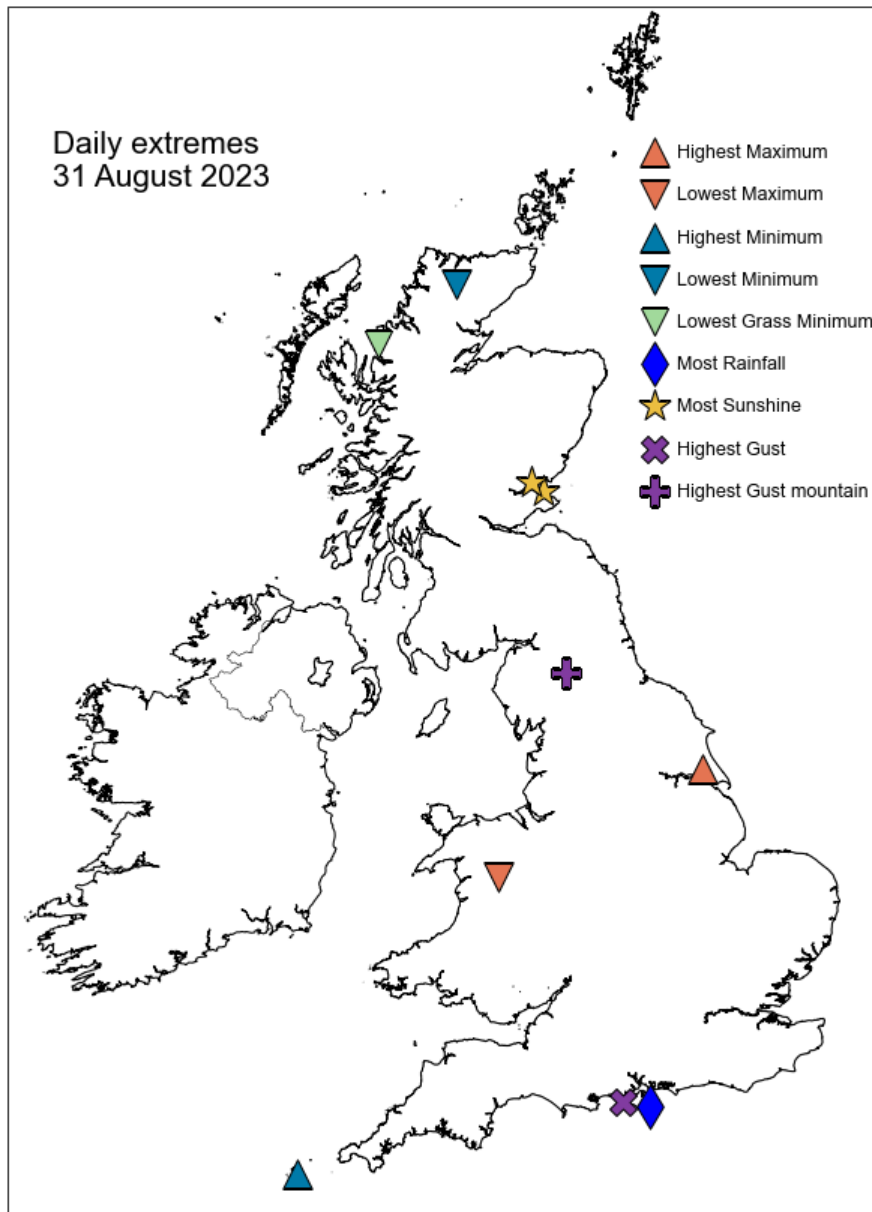 Daily extremes
31 August 2023
Highest Maximum
Lowest Maximum
Highest Minimum
Lowest Minimum
Lowest Grass Minimum
Most Rainfall
Most Sunshine
Highest Gust
Highest Gust mountain